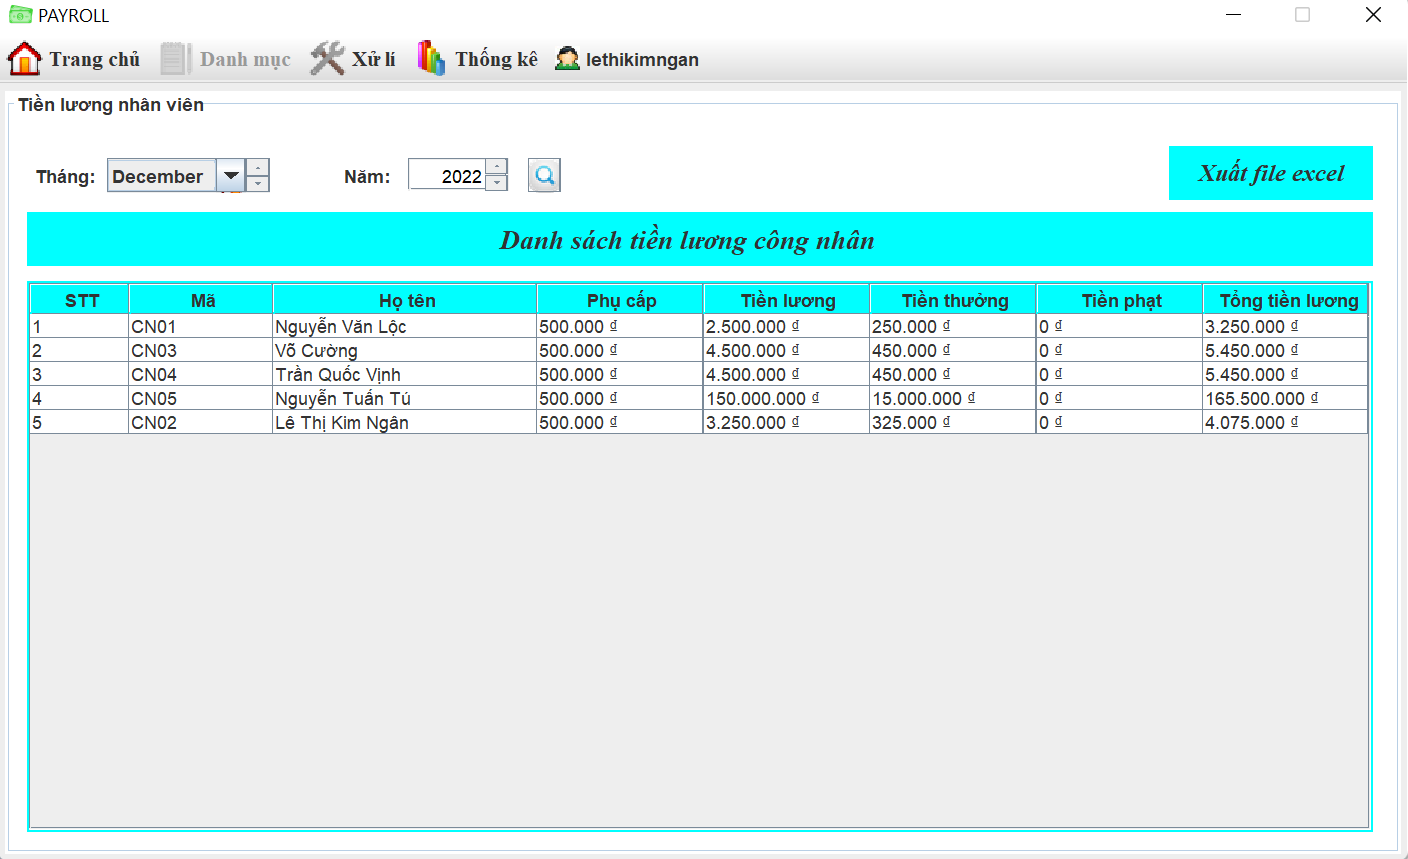 PAYROLL
Trang chủ Danh mục Xử lí Thống kê lethikimngan
Tiền lương nhân viên
Tháng: December Năm: 2022 Xuất file excel
Danh sách tiền lương công nhân
STT Mã Họ tên Phụ cấp Tiền lương Tiền thưởng Tiền phạt Tổng tiền lương
1 CN01 Nguyễn Văn Lộc 500.000 ₫ 2.500.000 ₫ 250.000 ₫ 0 ₫ 3.250.000 ₫
2 CN03 Võ Cường 500.000 ₫ 4.500.000 ₫ 450.000 ₫ 0 ₫ 5.450.000 ₫
3 CN04 Trần Quốc Vịnh 500.000 ₫ 4.500.000 ₫ 450.000 ₫ 0 ₫ 5.450.000 ₫
4 CN05 Nguyễn Tuấn Tú 500.000 ₫ 150.000.000 ₫ 15.000.000 ₫ 0 ₫ 165.500.000 ₫
5 CN02 Lê Thị Kim Ngân 500.000 ₫ 3.250.000 ₫ 325.000 ₫ 0 ₫ 4.075.000 ₫